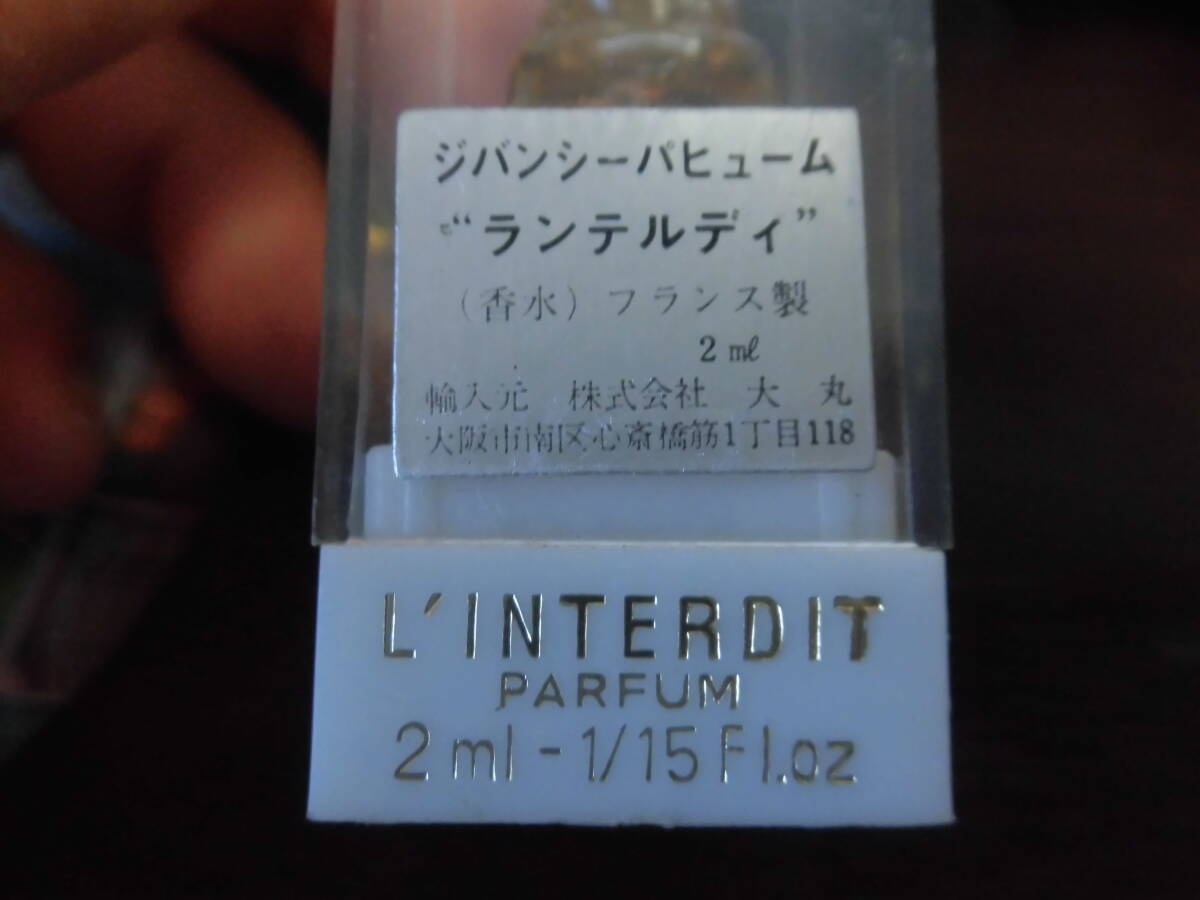 ジバンシーパヒューム
“ランテルディ”
(香水) フランス製
2 ㎖
輸入元 株式会社 大丸
大阪市南区心斎橋筋1丁目118
L'INTERDIT
PARFUM
2 ml - 1/15 Fl.oz